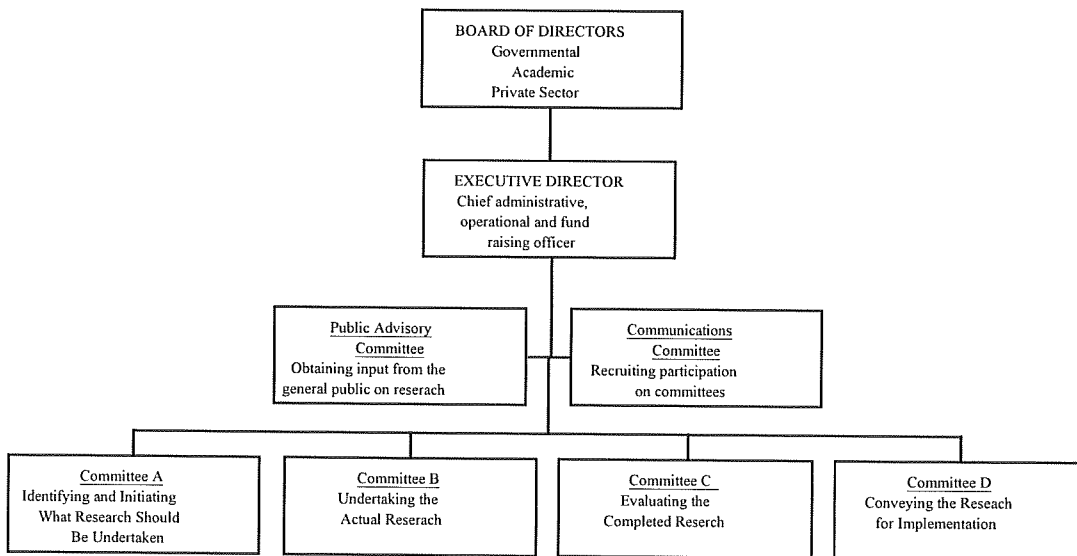 BOARD OF DIRECTORS
Governmental
Academic
Private Sector
EXECUTIVE DIRECTOR
Chief administrative,
operational and fund
raising officer
Public Advisory
Committee
Obtaining input from the
general public on reserach
Communications
Committee
Recruiting participation
on committees
Committee A
Identifying and Initiating
What Research Should
Be Undertaken
Committee B
Undertaking the
Actual Reserach
Committee C
Evaluating the
Completed Reserch
Committee D
Conveying the Reseach
for Implementation